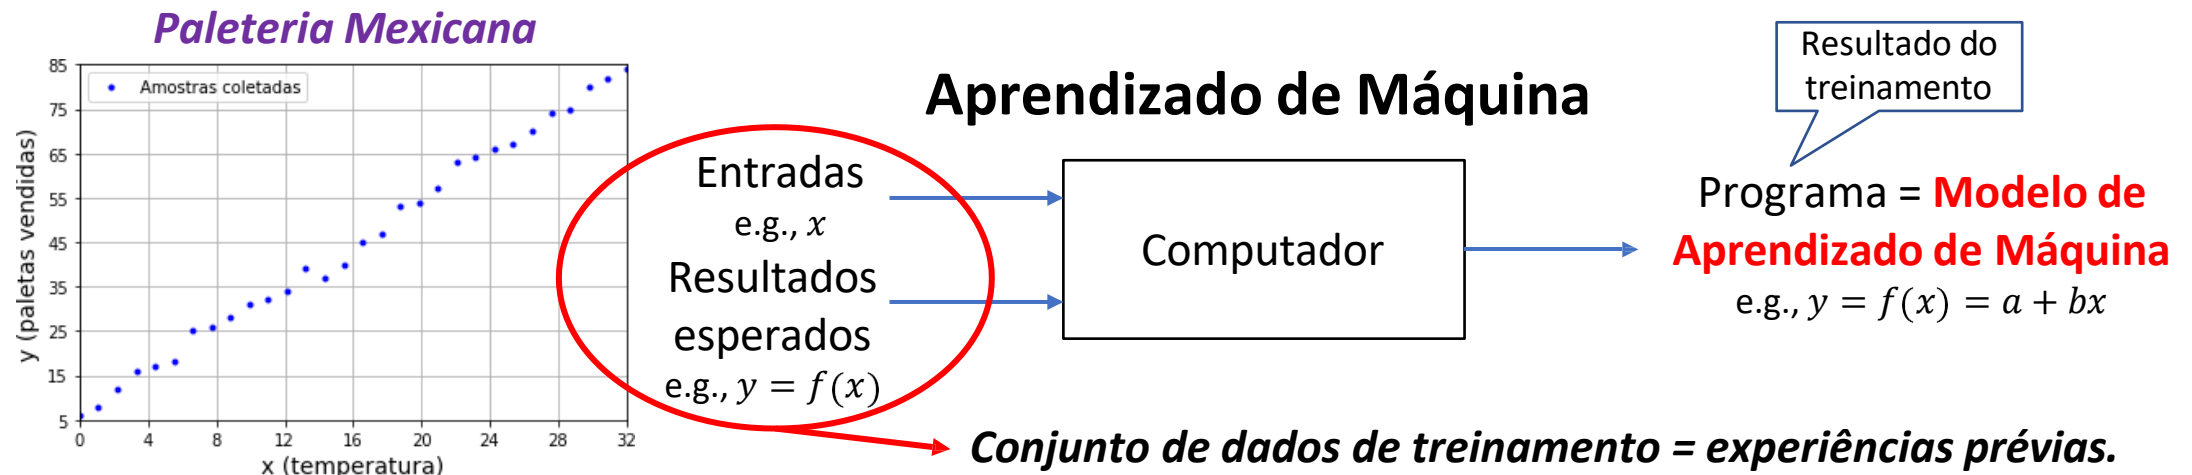 Paleteria Mexicana
85
75
65
55
45
35
25
15
5
0 4 8 12 16 20 24 28 32
y (paletas vendidas)
x (temperatura)
Amostras coletadas
Aprendizado de Máquina
Entradas
e.g., x
Resultados
esperados
e.g., y = f(x)
Computador
Resultado do
treinamento
Programa = Modelo de
Aprendizado de Máquina
e.g., y = f(x) = a + bx
Conjunto de dados de treinamento = experiências prévias.